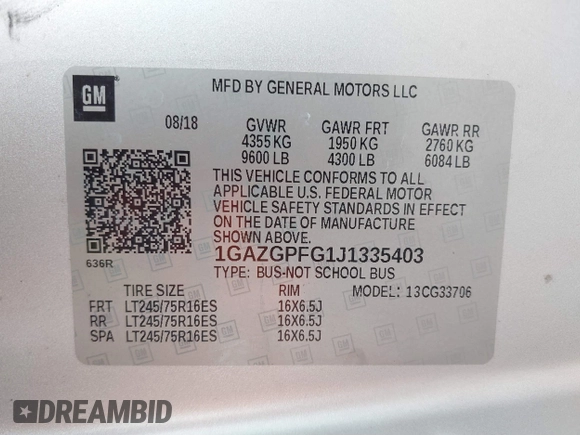 GM
MFD BY GENERAL MOTORS LLC
08/18 GVWR GAWR FRT GAWR RR
4355 KG 1950 KG 2760 KG
9600 LB 4300 LB 6084 LB
THIS VEHICLE CONFORMS TO ALL
APPLICABLE U.S. FEDERAL MOTOR
VEHICLE SAFETY STANDARDS IN EFFECT
ON THE DATE OF MANUFACTURE
SHOWN ABOVE.
636R 1GAZGPFG1J1335403
TYPE: BUS-NOT SCHOOL BUS
TIRE SIZE RIM MODEL: 13CG33706
FRT LT245/75R16ES 16X6.5J
RR LT245/75R16ES 16X6.5J
SPA LT245/75R16ES 16X6.5J
DREAMBID